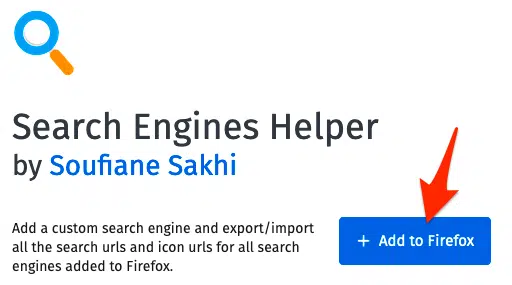 Search Engines Helper
by Soufiane Sakhi
Add a custom search engine and export/import
all the search urls and icon urls for all search
engines added to Firefox.
+ Add to Firefox